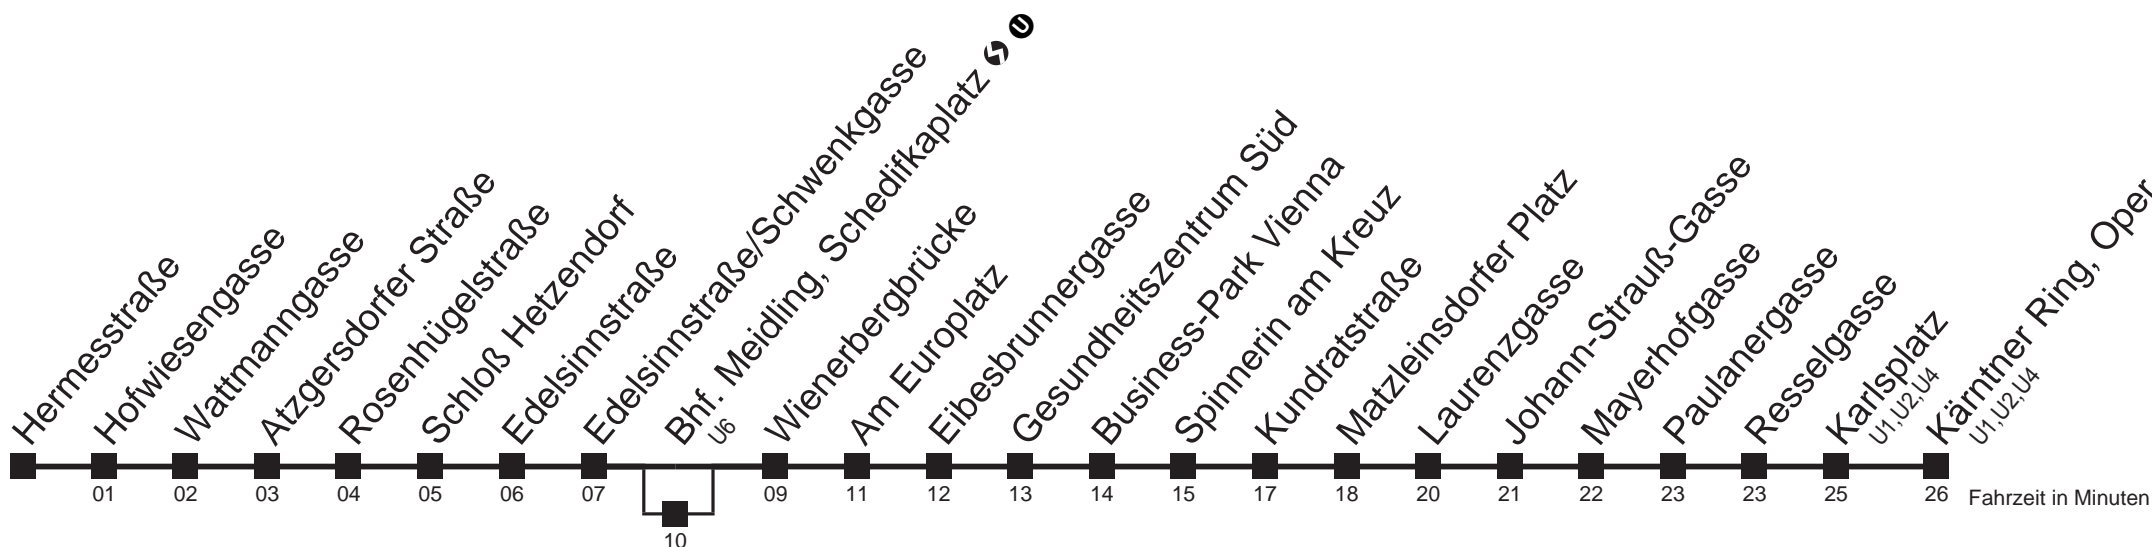 Hermesstraße
Hofwiesengasse
Wattmanngasse
Atzgersdorfer Straße
Rosenhügelstraße
Schloß Hetzendorf
Edelsinnstraße
Edelsinnstraße/Schwenkgasse
Bhf. Meidling, Schedifkaplatz
U
U6
Wienerbergbrücke
Am Europlatz
Eibesbrunnergasse
Gesundheitszentrum Süd
Business-Park Vienna
Spinnerin am Kreuz
Kundratstraße
Matzleinsdorfer Platz
Laurenzgasse
Johann-Strauß-Gasse
Mayerhofgasse
Paulanergasse
Resselgasse
Karlsplatz
U1,U2,U4
Kärntner Ring, Oper
U1,U2,U4
01 02 03 04 05 06 07 09 11 12 13 14 15 17 18 20 21 22 23 23 25 26 Fahrzeit in Minuten
10